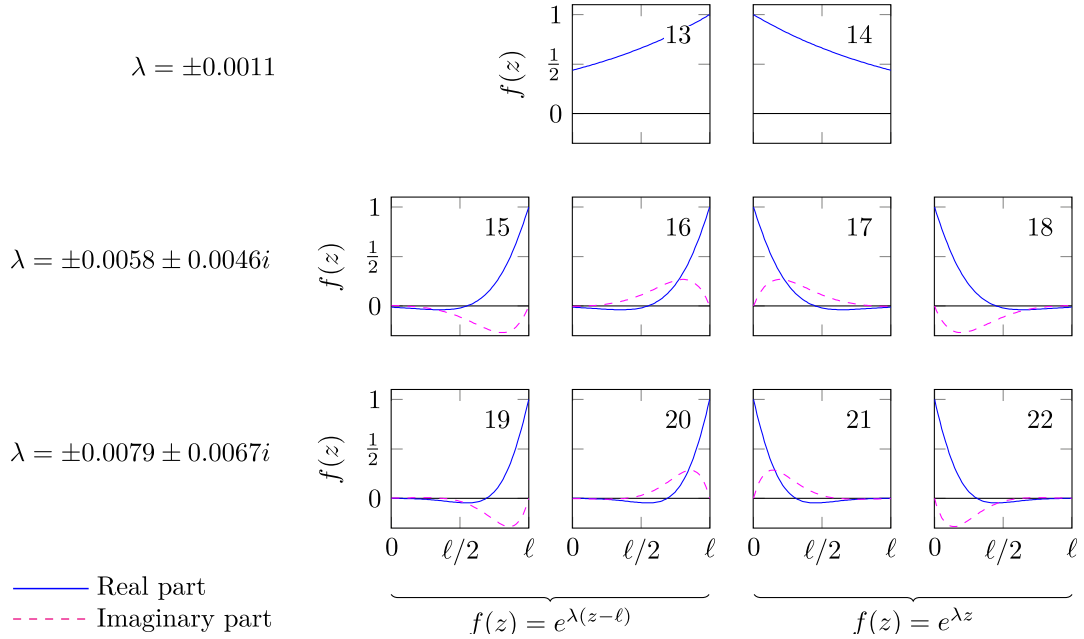 λ = ±0.0011
f(z)
1
1/2
0
13
14
λ = ±0.0058 ± 0.0046i
f(z)
1
1/2
0
15
16
17
18
λ = ±0.0079 ± 0.0067i
f(z)
1
1/2
0
19
20
21
22
0 ℓ/2 ℓ
0 ℓ/2 ℓ
0 ℓ/2 ℓ
0 ℓ/2 ℓ
Real part
Imaginary part
f(z) = e^{λ(z−ℓ)}
f(z) = e^{λz}